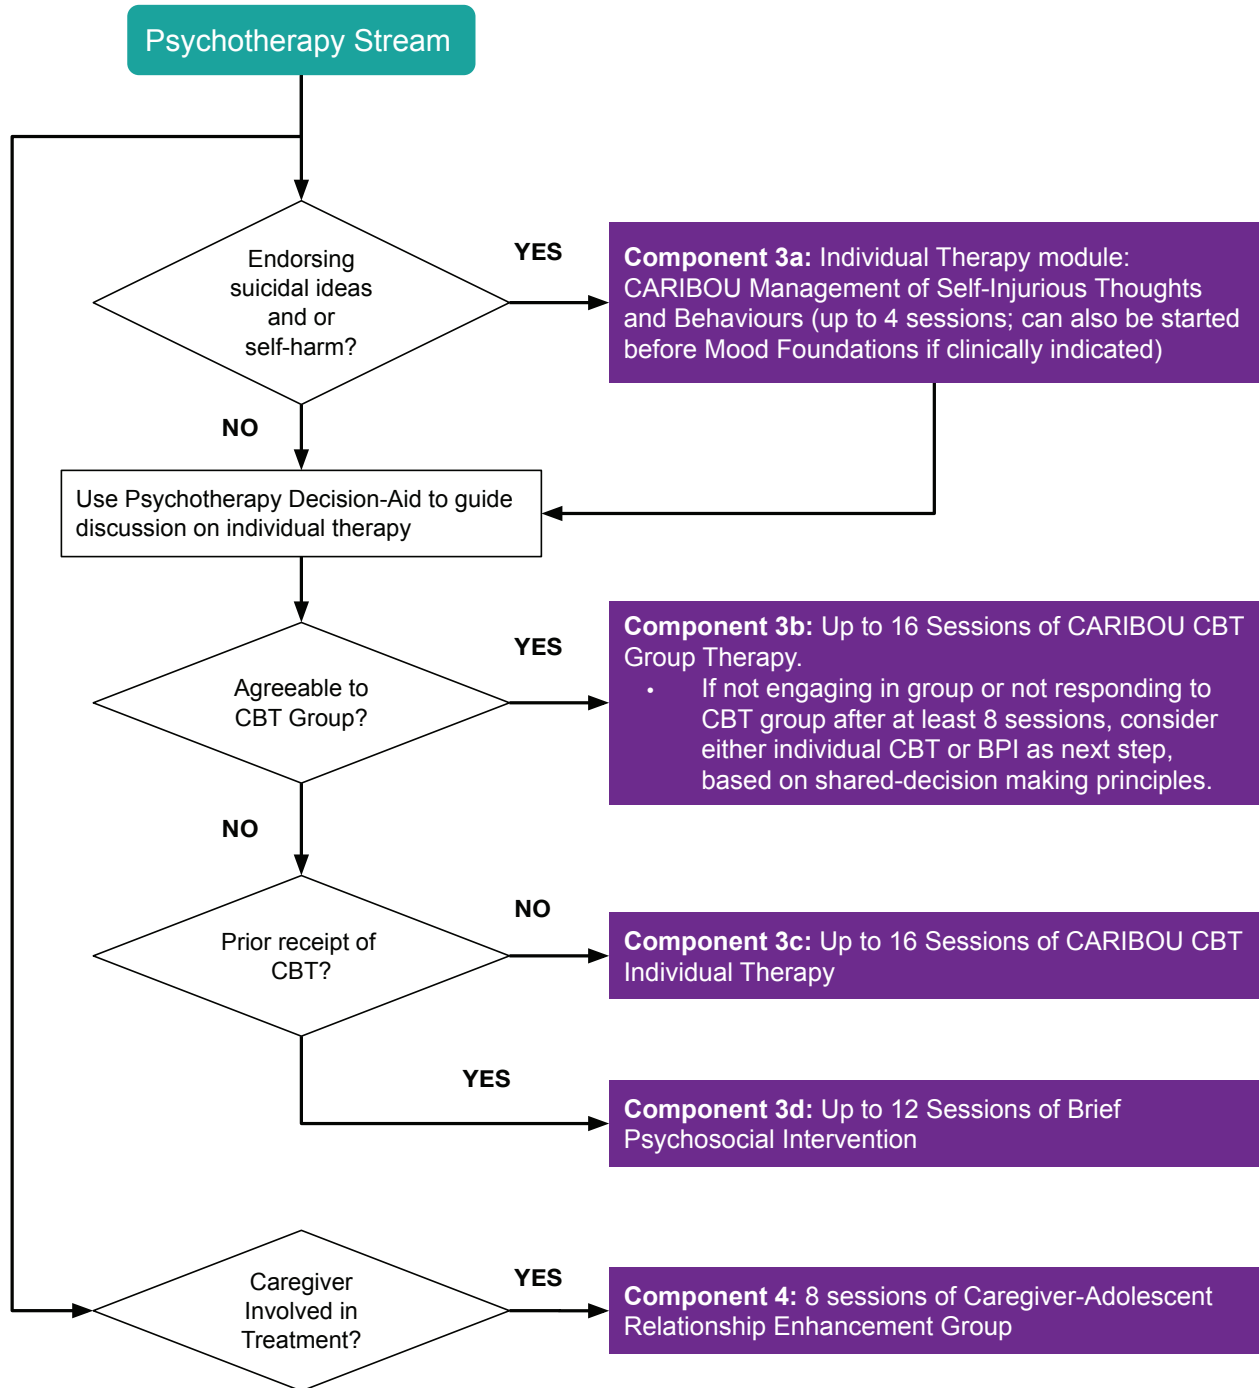 Psychotherapy Stream
Endorsing
suicidal ideas
and or
self-harm?
YES
Component 3a: Individual Therapy module:
CARIBOU Management of Self-Injurious Thoughts
and Behaviours (up to 4 sessions; can also be started
before Mood Foundations if clinically indicated)
NO
Use Psychotherapy Decision-Aid to guide
discussion on individual therapy
Agreeable to
CBT Group?
YES
Component 3b: Up to 16 Sessions of CARIBOU CBT
Group Therapy.
• If not engaging in group or not responding to
CBT group after at least 8 sessions, consider
either individual CBT or BPI as next step,
based on shared-decision making principles.
NO
Prior receipt of
CBT?
NO
Component 3c: Up to 16 Sessions of CARIBOU CBT
Individual Therapy
YES
Component 3d: Up to 12 Sessions of Brief
Psychosocial Intervention
Caregiver
Involved in
Treatment?
YES
Component 4: 8 sessions of Caregiver-Adolescent
Relationship Enhancement Group